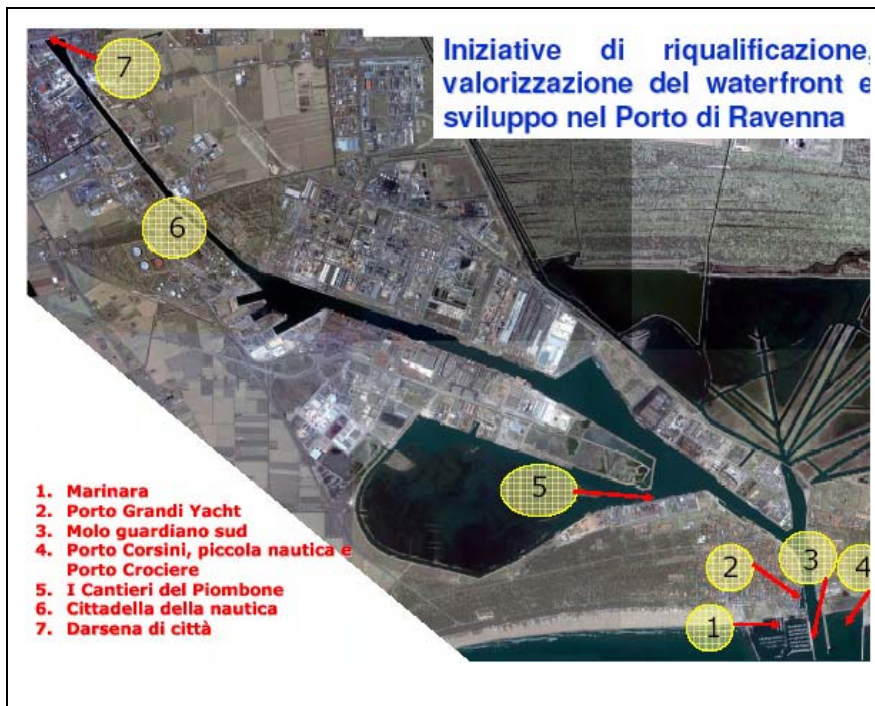 Iniziative di riqualificazione,
valorizzazione del waterfront e
sviluppo nel Porto di Ravenna
7
6
5
1. Marinara
2. Porto Grandi Yacht
3. Molo guardiano sud
4. Porto Corsini, piccola nautica e
Porto Crociere
5. I Cantieri del Piombone
6. Cittadella della nautica
7. Darsena di città
2
3
4
1